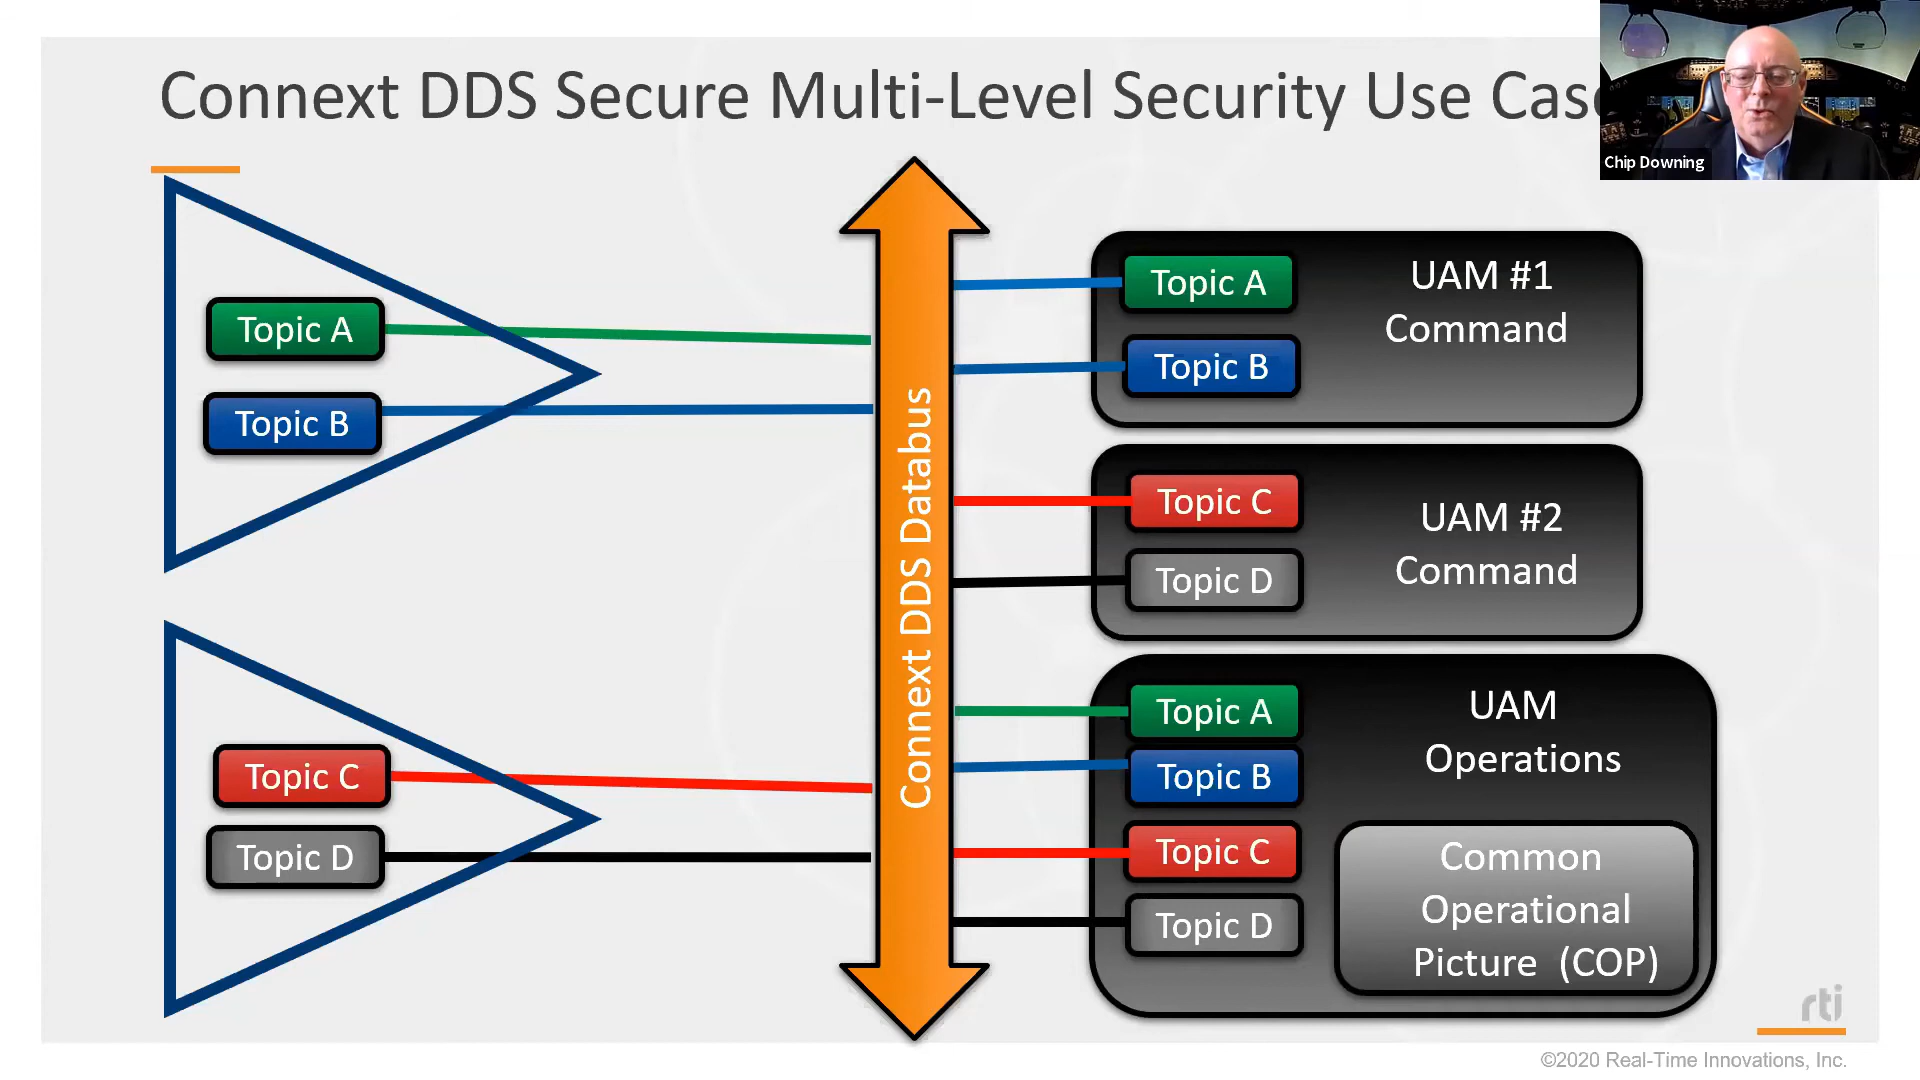 Connext DDS Secure Multi-Level Security Use Cas
Chip Downing
Topic A
Topic B
Topic C
Topic D
Connext DDS Databus
Topic A
Topic B
UAM #1
Command
Topic C
Topic D
UAM #2
Command
Topic A
Topic B
Topic C
Topic D
UAM
Operations
Common
Operational
Picture (COP)
rti
©2020 Real-Time Innovations, Inc.